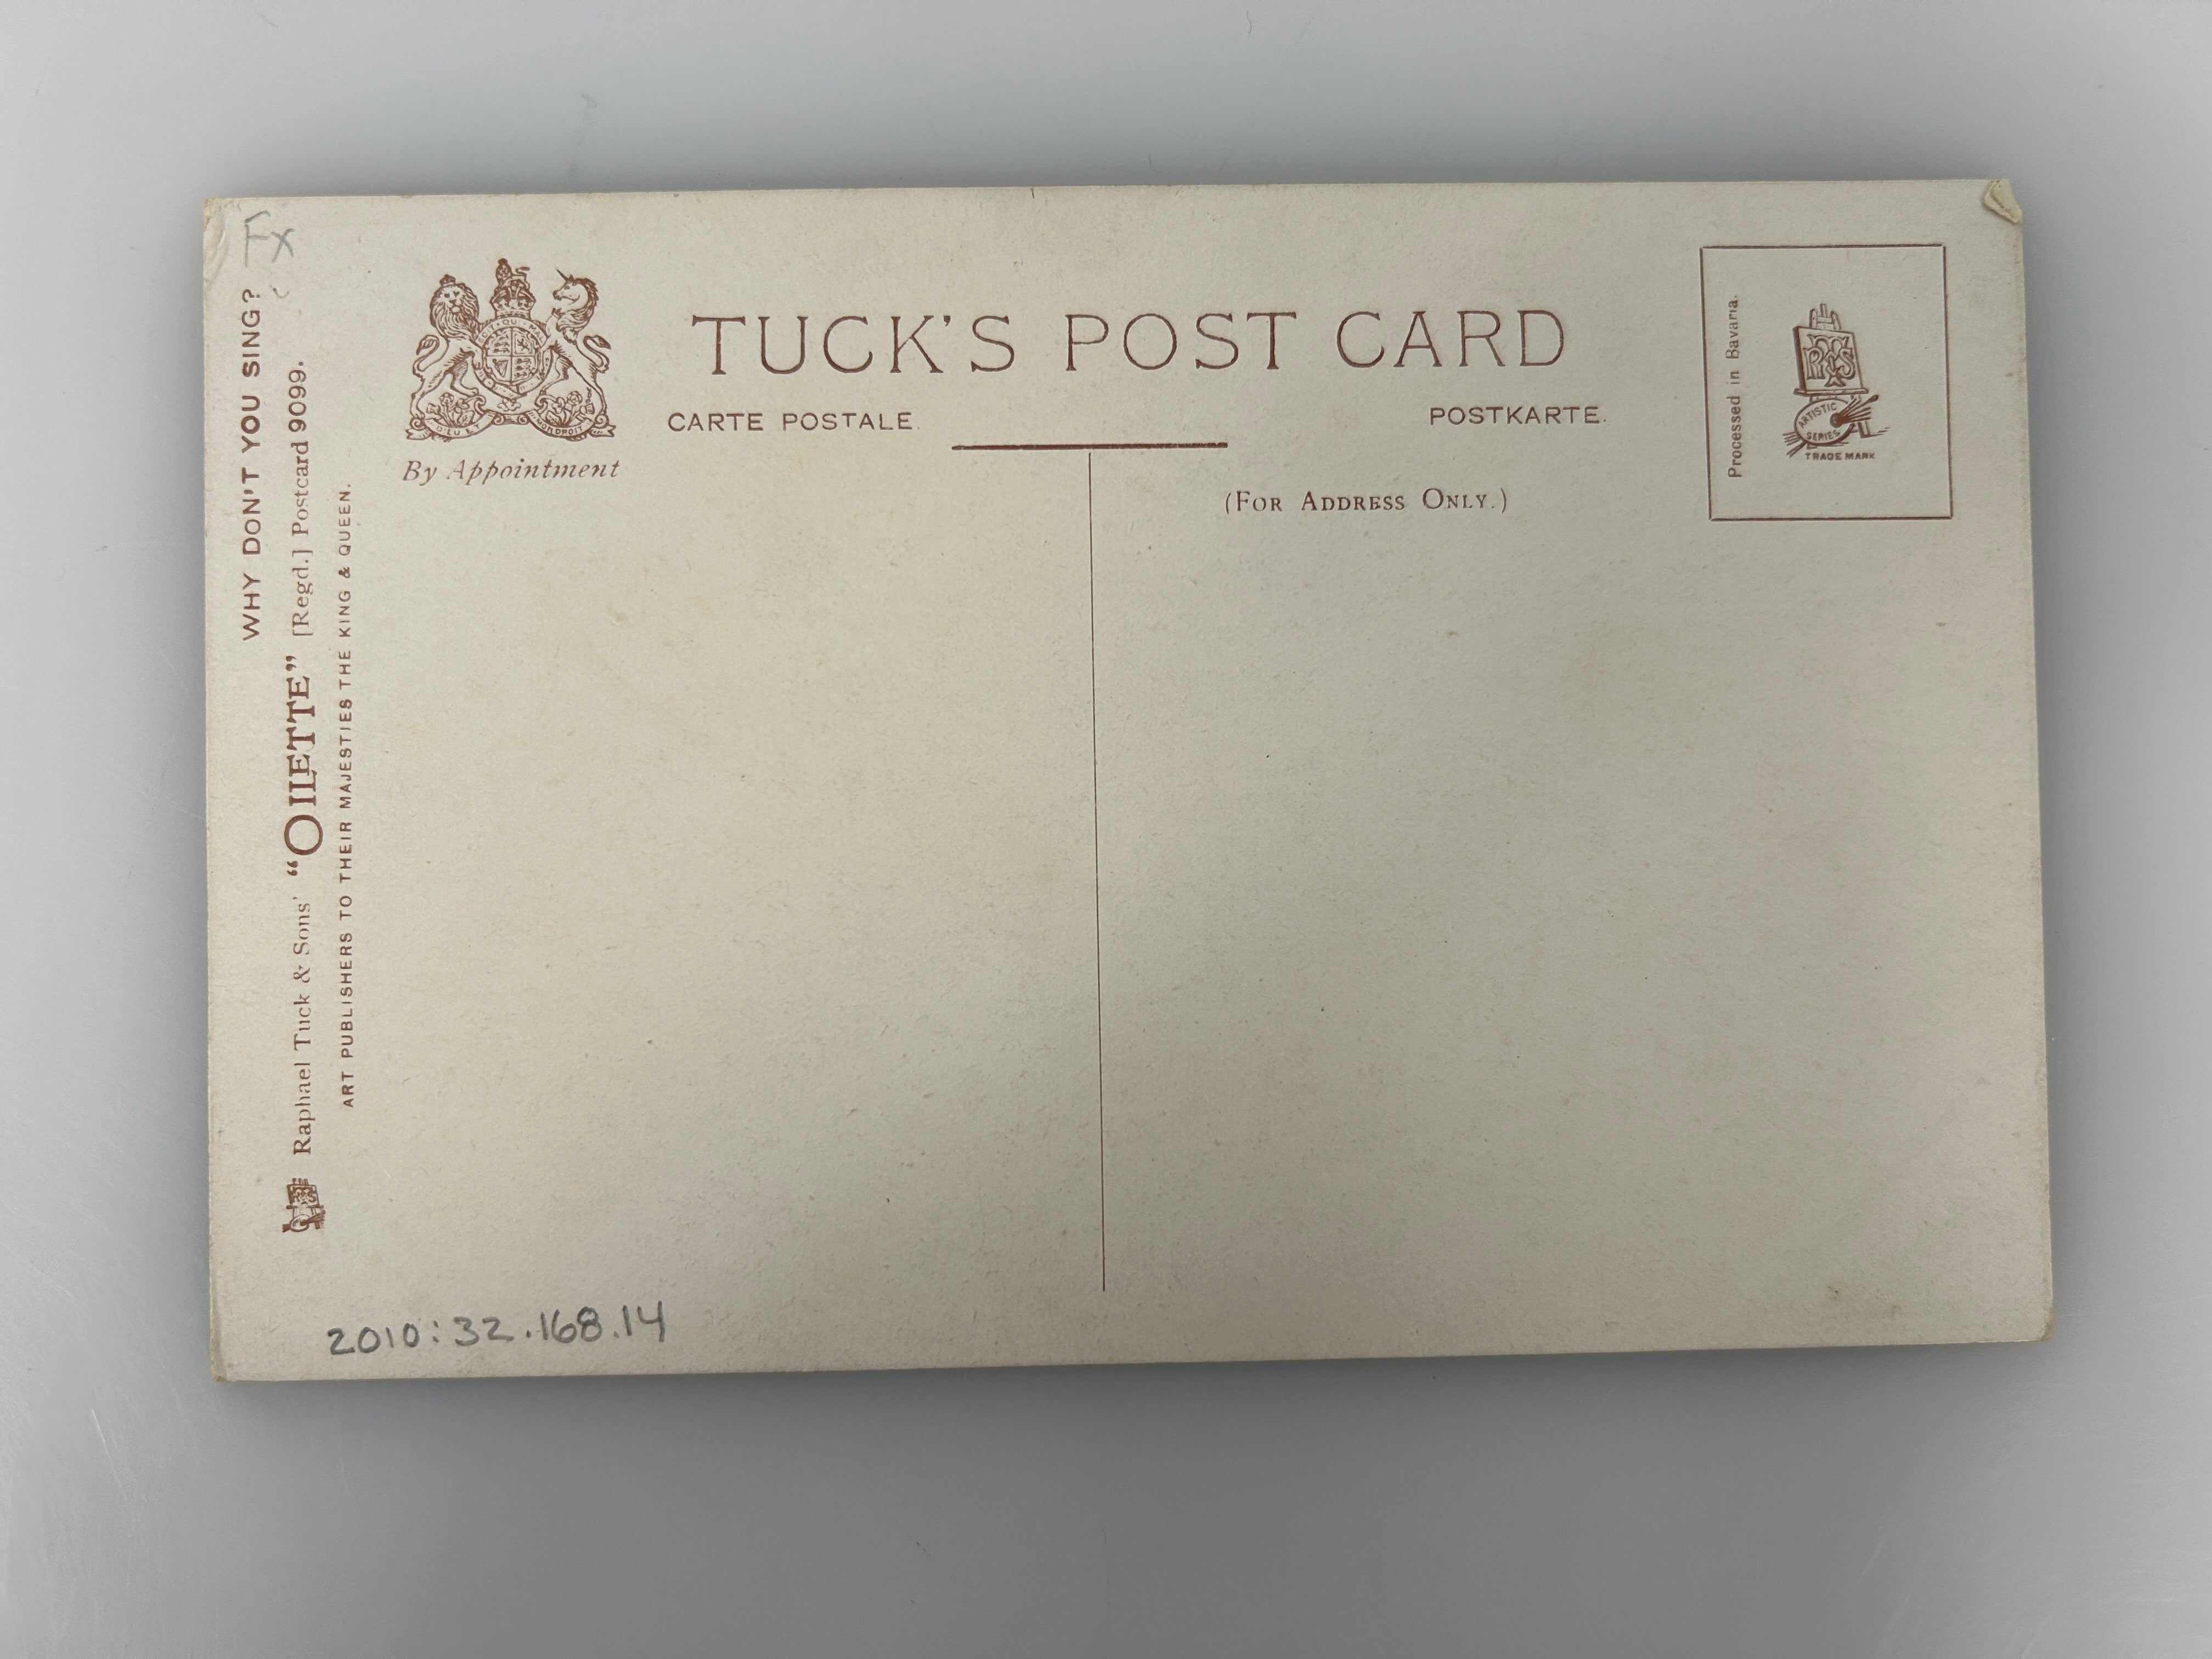 Fx
WHY DON'T YOU SING?
Raphael Tuck & Sons' "OILETTE" [Regd.] Postcard 9099.
ART PUBLISHERS TO THEIR MAJESTIES THE KING & QUEEN.
By Appointment
TUCK'S POST CARD
CARTE POSTALE.
POSTKARTE.
(FOR ADDRESS ONLY.)
Processed in Bavaria.
RTS
ARTISTIC
SERIES
TRADE MARK
2010:32.168.14